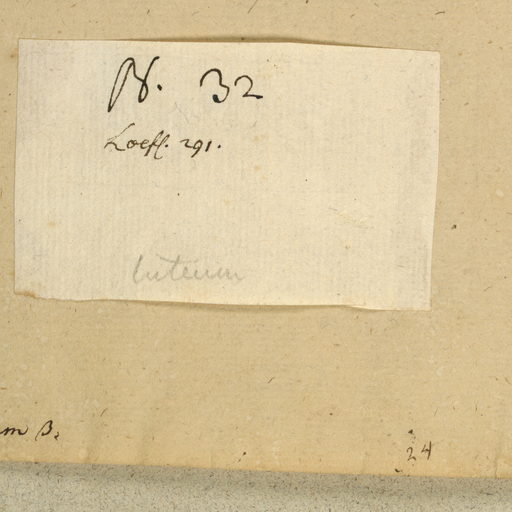 N. 32
Loefl. 291.
luteum
m β.
24